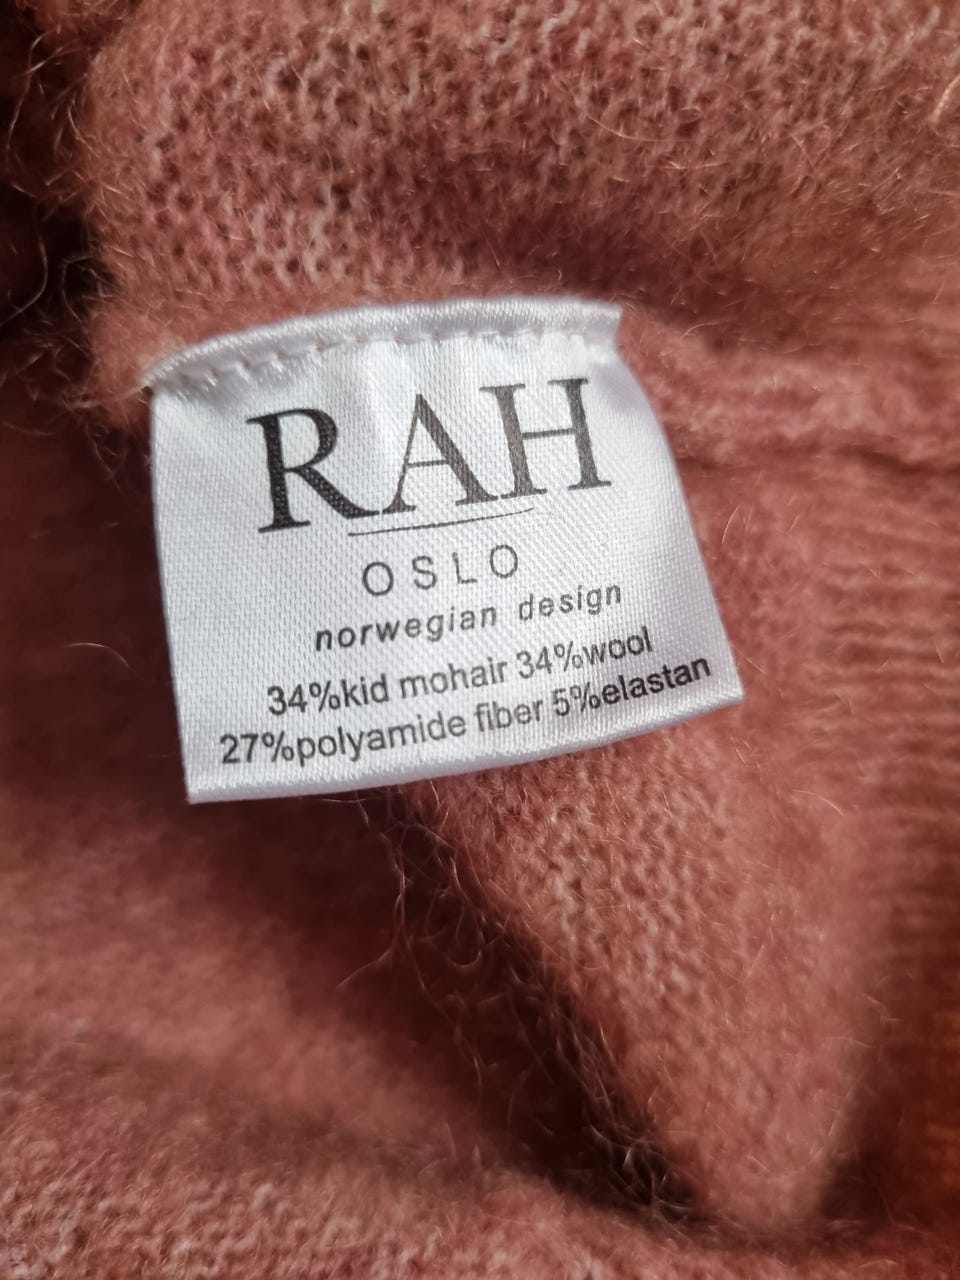 RAH
OSLO
norwegian design
34%kid mohair 34%wool
27%polyamide fiber 5%elastan